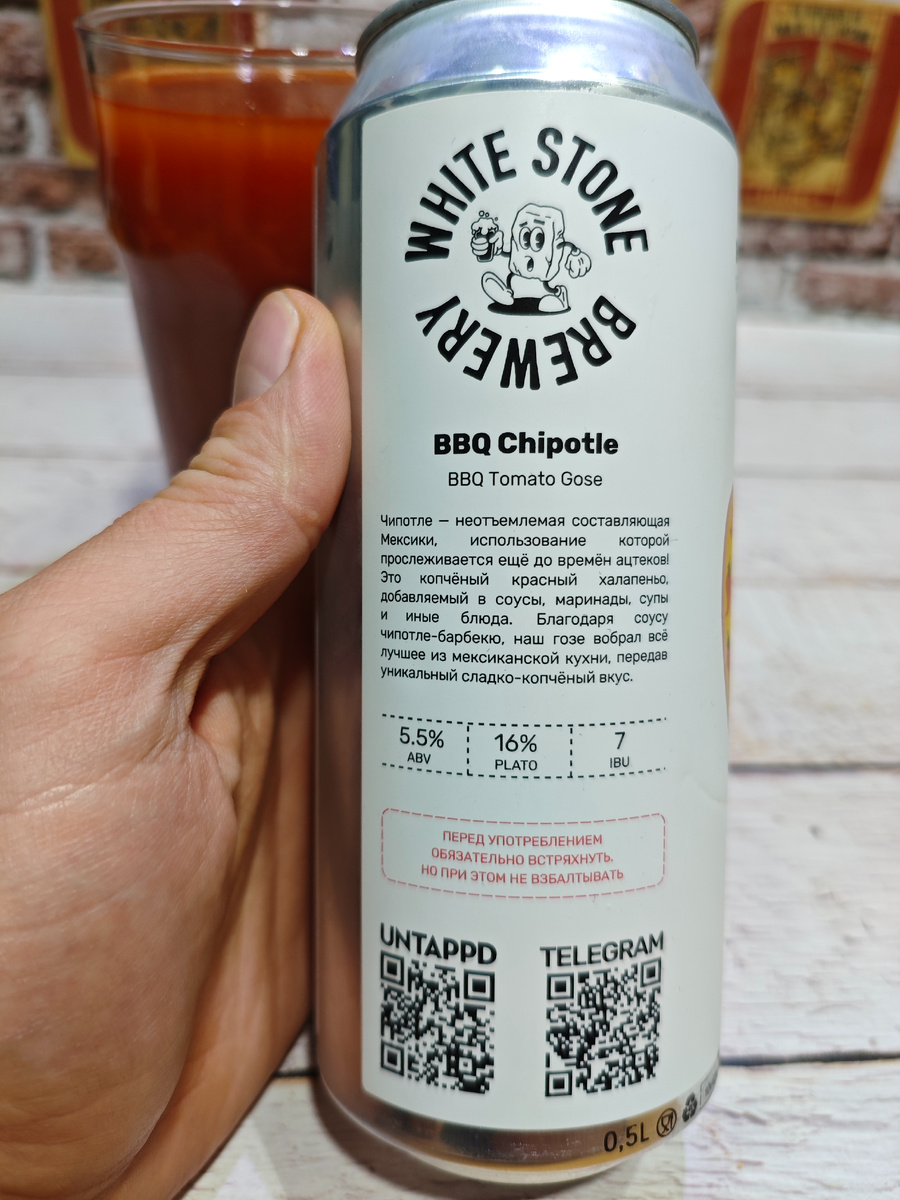 WHITE STONE
BREWERY
BBQ Chipotle
BBQ Tomato Gose
Чипотле — неотъемлемая составляющая
Мексики, использование которой
прослеживается ещё до времён ацтеков!
Это копчёный красный халапеньо,
добавляемый в соусы, маринады, супы
и иные блюда. Благодаря соусу
чипотле-барбекю, наш гозе вобрал всё
лучшее из мексиканской кухни, передав
уникальный сладко-копчёный вкус.
5.5% 16% 7
ABV PLATO IBU
ПЕРЕД УПОТРЕБЛЕНИЕМ
ОБЯЗАТЕЛЬНО ВСТРЯХНУТЬ.
НО ПРИ ЭТОМ НЕ ВЗБАЛТЫВАТЬ
UNTAPPD TELEGRAM
0,5L